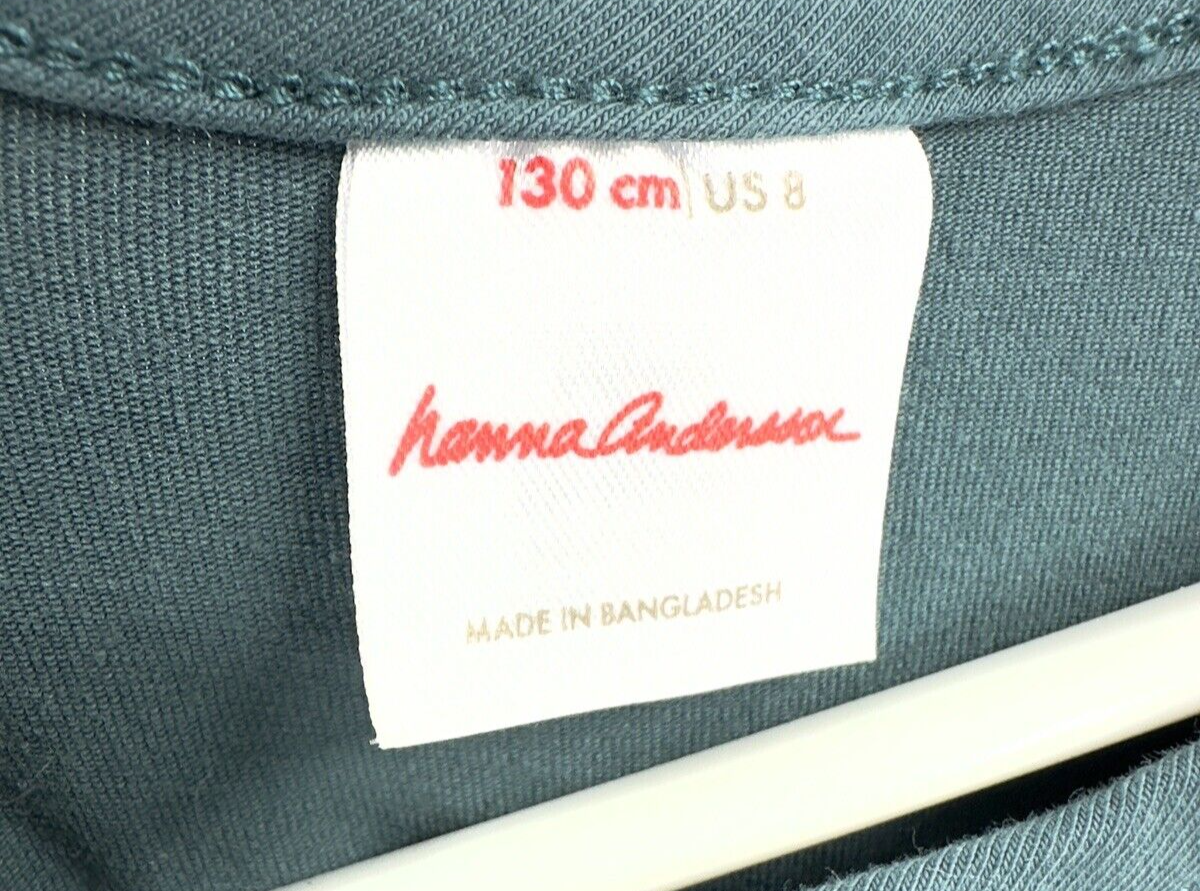 130 cm | US 8
hanna andersson
MADE IN BANGLADESH